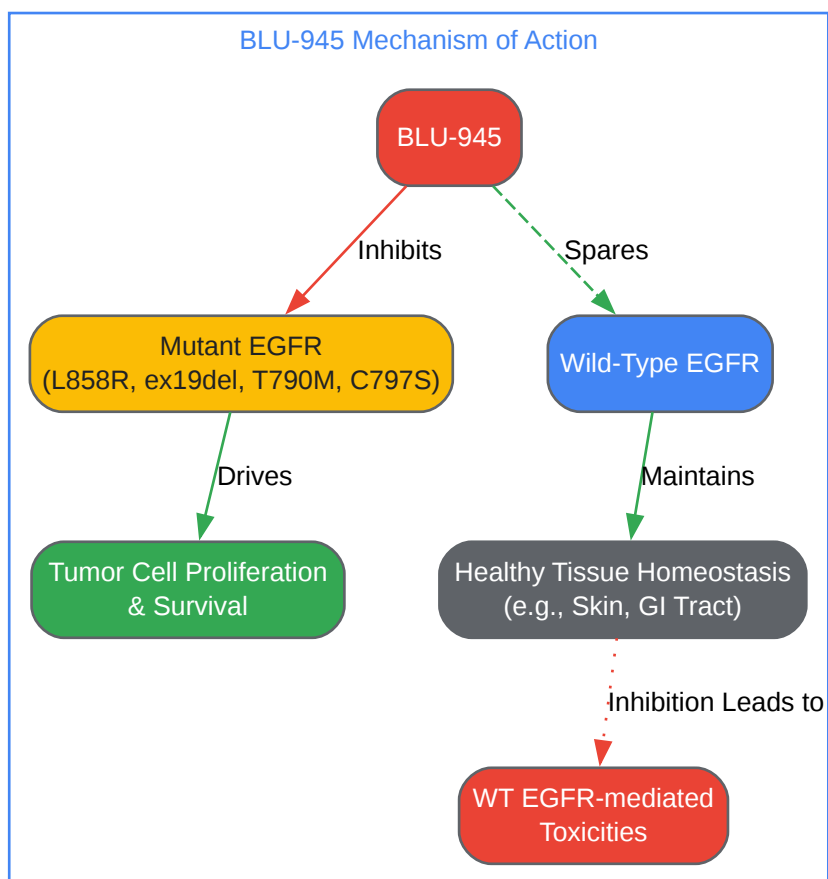 BLU-945 Mechanism of Action
BLU-945
Inhibits
Spares
Mutant EGFR
(L858R, ex19del, T790M, C797S)
Wild-Type EGFR
Drives
Maintains
Tumor Cell Proliferation
& Survival
Healthy Tissue Homeostasis
(e.g., Skin, GI Tract)
Inhibition Leads to
WT EGFR-mediated
Toxicities